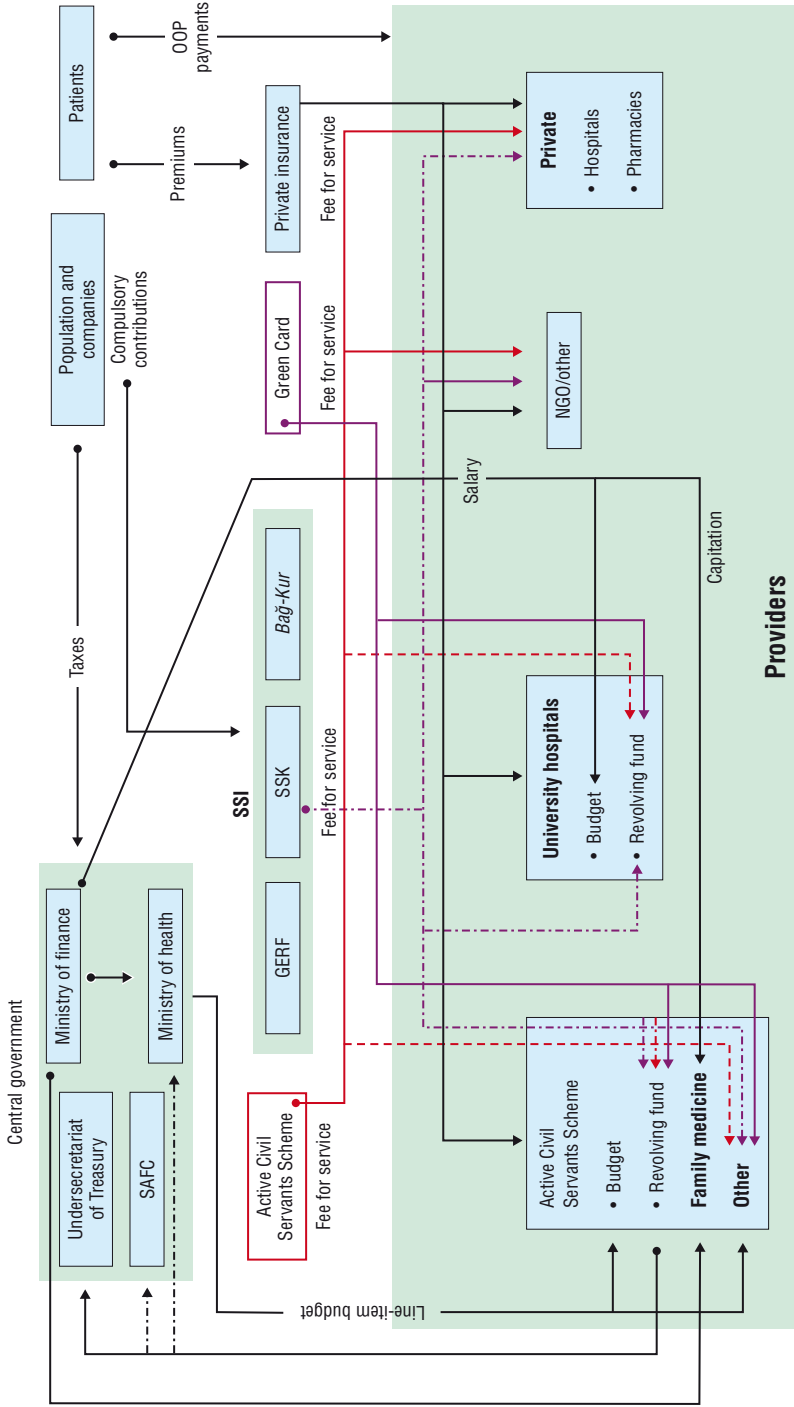 Central government
Undersecretariat
of Treasury
SAFC
Ministry of finance
Ministry of health
Taxes
Population and
companies
Compulsory
contributions
Patients
Premiums
OOP
payments
Active Civil
Servants Scheme
Fee for service
SSI
GERF
SSK
Bağ-Kur
Fee for service
Green Card
Fee for service
Private insurance
Fee for service
Line-item budget
Salary
Capitation
Active Civil
Servants Scheme
• Budget
• Revolving fund
Family medicine
Other
University hospitals
• Budget
• Revolving fund
NGO/other
Private
• Hospitals
• Pharmacies
Providers